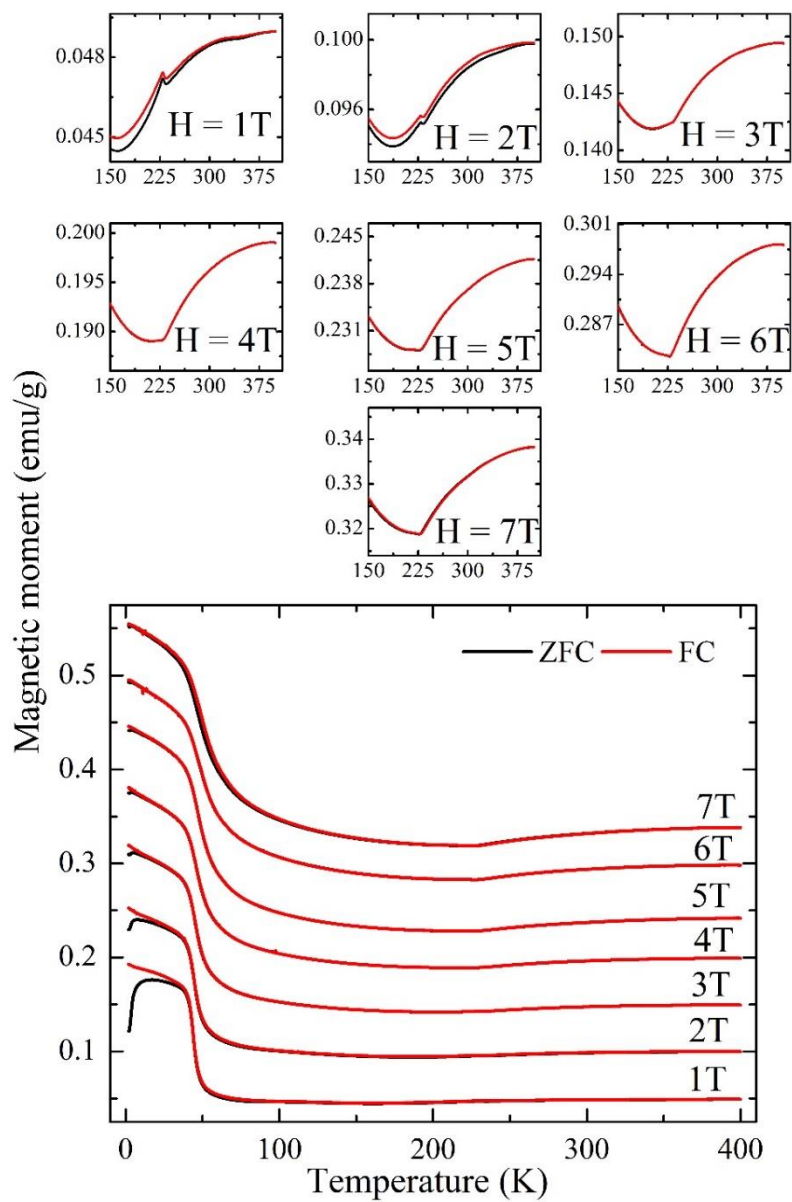 0.048
0.045
H = 1T
150 225 300 375
0.100
0.096
H = 2T
150 225 300 375
0.150
0.145
0.140
H = 3T
150 225 300 375
0.200
0.195
0.190
H = 4T
150 225 300 375
0.245
0.238
0.231
H = 5T
150 225 300 375
0.301
0.294
0.287
H = 6T
150 225 300 375
0.34
0.33
0.32
H = 7T
150 225 300 375
Magnetic moment (emu/g)
ZFC FC
0.5
0.4
0.3
0.2
0.1
7T
6T
5T
4T
3T
2T
1T
0 100 200 300 400
Temperature (K)